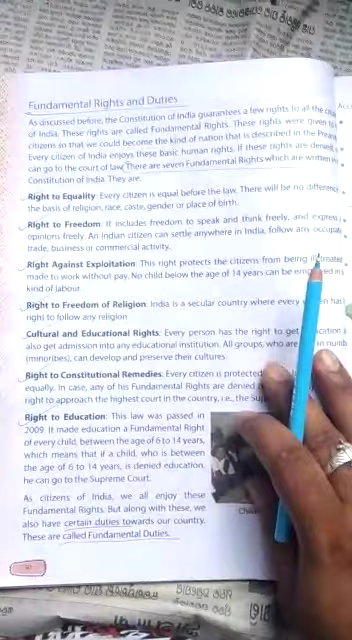 Fundamental Rights and Duties
As discussed before, the Constitution of India guarantees a few rights to all the
of India. These rights are called Fundamental Rights. These rights were given to
citizens so that we could become the kind of nation that is described in the
Every citizen of India enjoys these basic human rights. If these rights are
can go to the court of law. There are seven Fundamental Rights which are written in
Constitution of India. They are:
Right to Equality: Every citizen is equal before the law. There will be no
the basis of religion, race, caste, gender or place of birth.
Right to Freedom: It includes freedom to speak and think freely, and express
opinions freely. An Indian citizen can settle anywhere in India, follow any
trade, business or commercial activity.
Right Against Exploitation: This right protects the citizens from being
made to work without pay. No child below the age of 14 years can be
kind of labour.
Right to Freedom of Religion: India is a secular country where every has
right to follow any religion
Cultural and Educational Rights: Every person has the right to get
also get admission into any educational institution. All groups, who are in
(minorities), can develop and preserve their cultures.
Right to Constitutional Remedies: Every citizen is protected
equally. In case, any of his Fundamental Rights are denied
right to approach the highest court in the country, i.e., the
Right to Education: This law was passed in
2009. It made education a Fundamental Right
of every child, between the age of 6 to 14 years,
which means that if a child, who is between
the age of 6 to 14 years, is denied education,
he can go to the Supreme Court.
As citizens of India, we all enjoy these
Fundamental Rights. But along with these, we
also have certain duties towards our country.
These are called Fundamental Duties.